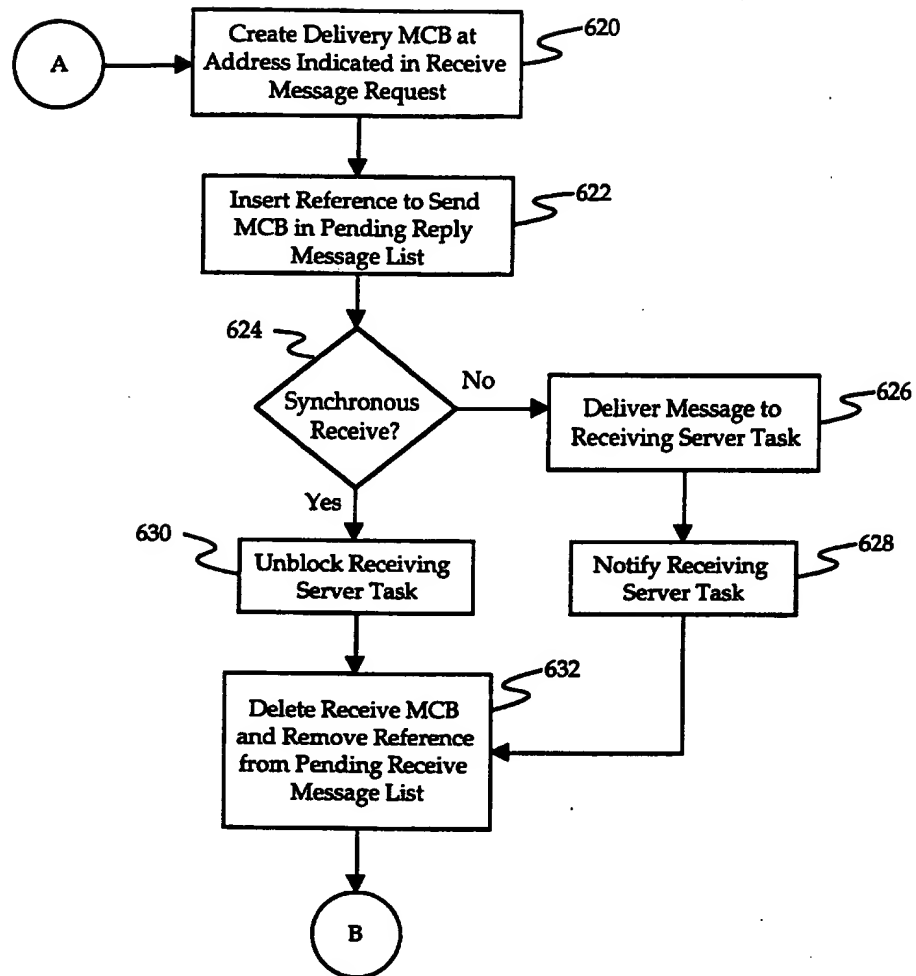 A
Create Delivery MCB at
Address Indicated in Receive
Message Request
620
Insert Reference to Send
MCB in Pending Reply
Message List
622
624
Synchronous
Receive?
No
Yes
Deliver Message to
Receiving Server Task
626
630
Unblock Receiving
Server Task
Notify Receiving
Server Task
628
632
Delete Receive MCB
and Remove Reference
from Pending Receive
Message List
B